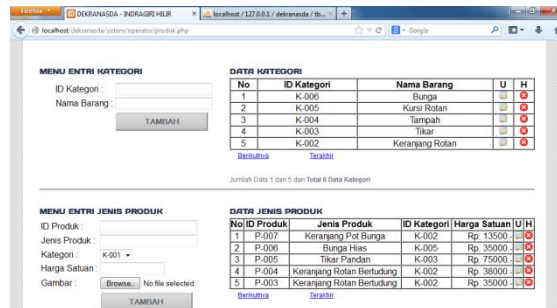 Firefox
DEKRANASDA - INDRAGIRI HILIR
localhost / 127.0.0.1 / dekranasda / tb...
localhost/dekranasda/sistem/operator/produk.php
Google
MENU ENTRI KATEGORI
ID Kategori :
Nama Barang :
TAMBAH
DATA KATEGORI
No ID Kategori Nama Barang U H
1 K-006 Bunga
2 K-005 Kursi Rotan
3 K-004 Tampah
4 K-003 Tikar
5 K-002 Keranjang Rotan
Berikutnya Terakhir
Jumlah Data 1 dari 5 dari Total 6 Data Kategori
MENU ENTRI JENIS PRODUK
ID Produk :
Jenis Produk :
Kategori : K-001
Harga Satuan :
Gambar : Browse... No file selected.
TAMBAH
DATA JENIS PRODUK
No ID Produk Jenis Produk ID Kategori Harga Satuan U H
1 P-007 Keranjang Pot Bunga K-002 Rp. 13500.-
2 P-006 Bunga Hias K-005 Rp. 35000.-
3 P-005 Tikar Pandan K-003 Rp. 75000.-
4 P-004 Keranjang Rotan Bertudung K-002 Rp. 38000.-
5 P-003 Keranjang Rotan Bertudung K-002 Rp. 35000.-
Berikutnya Terakhir